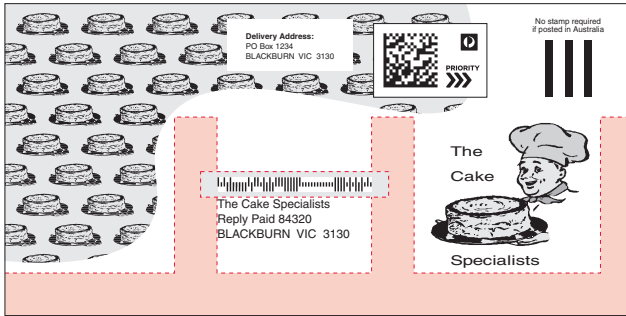 Delivery Address:
PO Box 1234
BLACKBURN VIC 3130
PRIORITY
No stamp required
if posted in Australia
The Cake Specialists
Reply Paid 84320
BLACKBURN VIC 3130
The
Cake
Specialists